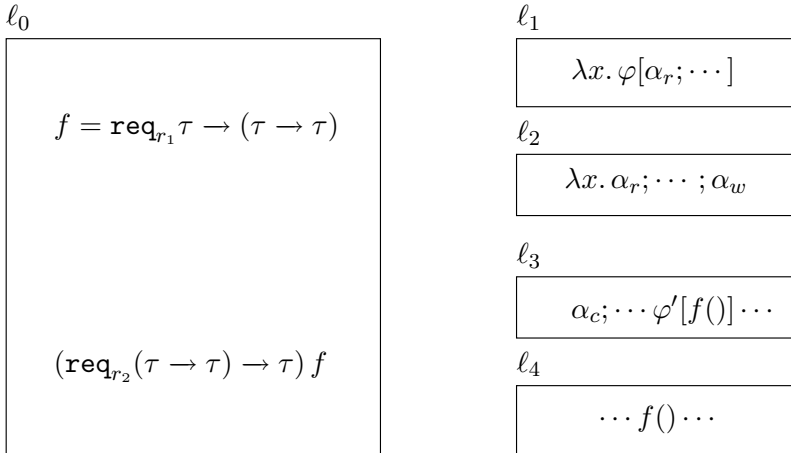 ℓ₀
f = req_{r₁} τ → (τ → τ)
(req_{r₂} (τ → τ) → τ) f
ℓ₁
λx. φ[α_r; ⋯ ]
ℓ₂
λx. α_r; ⋯ ; α_w
ℓ₃
α_c; ⋯ φ′[f()] ⋯
ℓ₄
⋯ f() ⋯